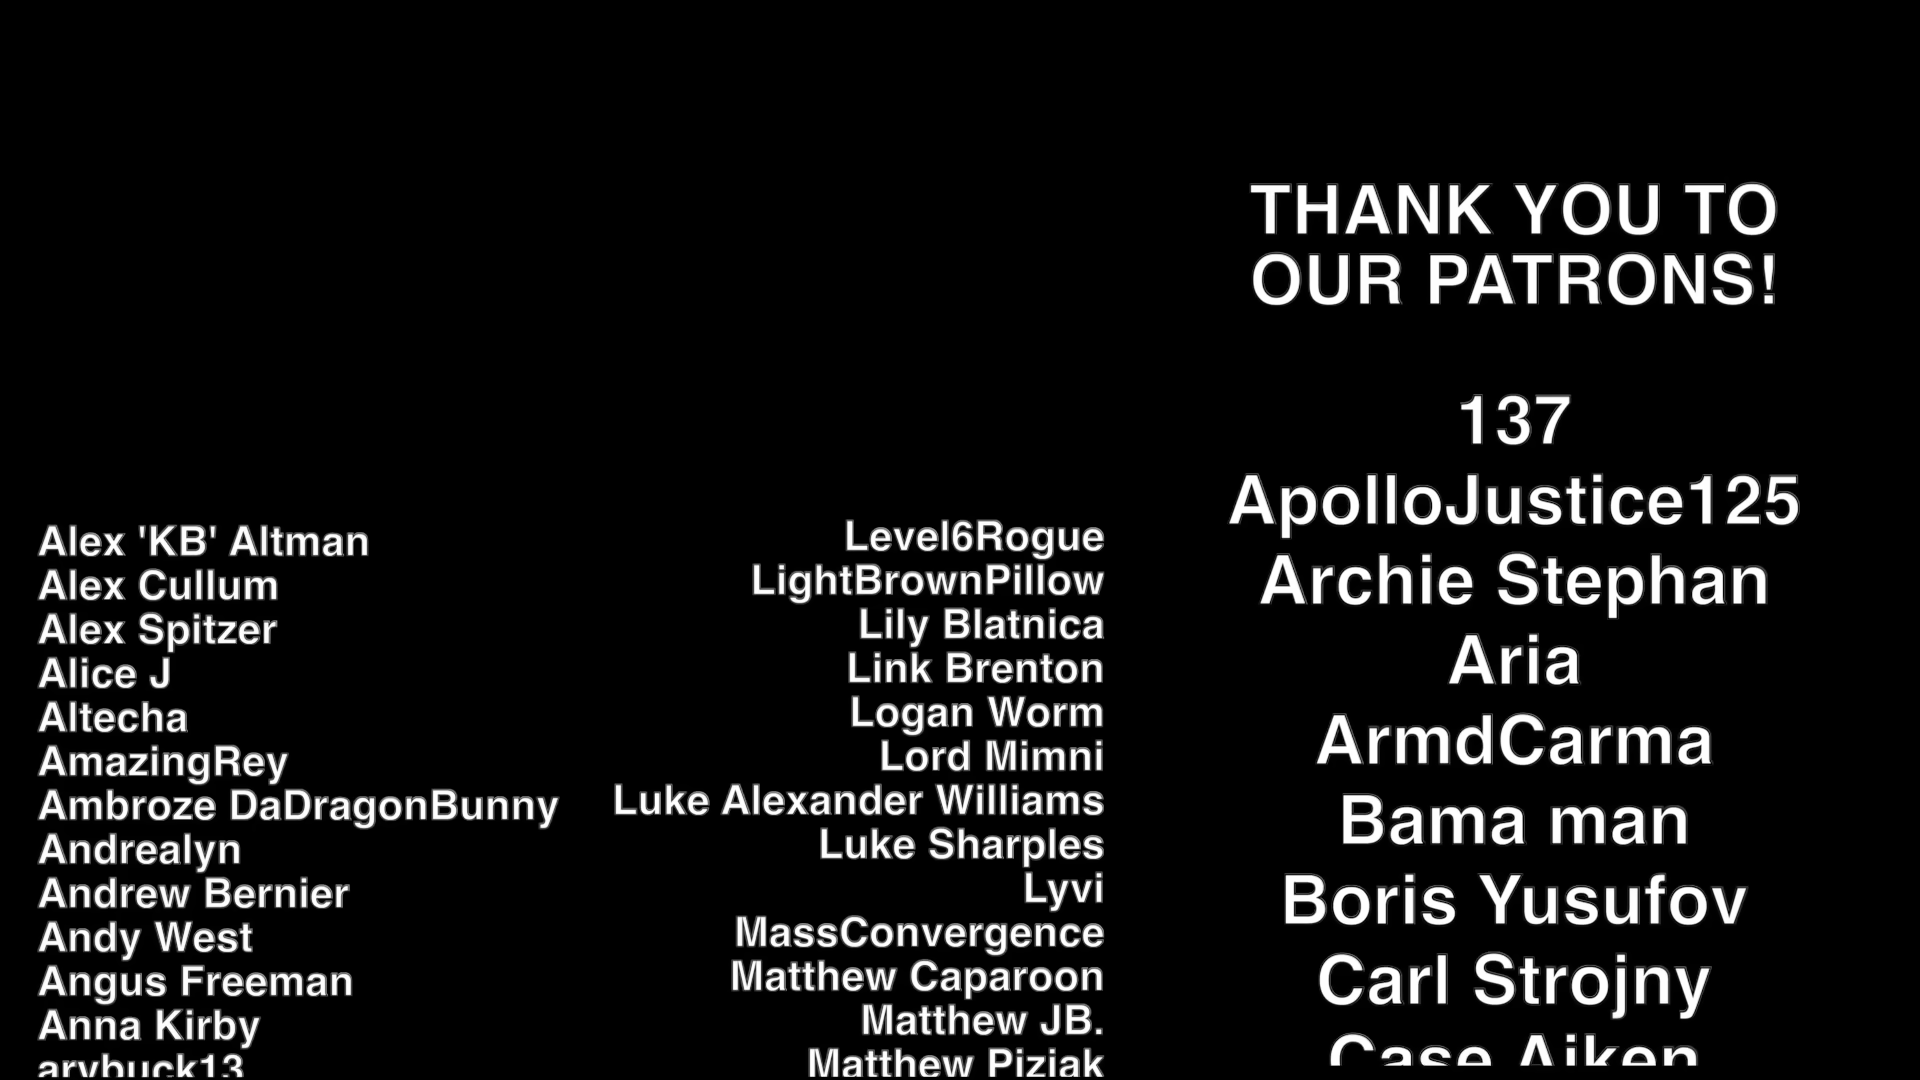 THANK YOU TO
OUR PATRONS!
137
ApolloJustice125
Archie Stephan
Aria
ArmdCarma
Bama man
Boris Yusufov
Carl Strojny
Case Aiken
Alex 'KB' Altman
Alex Cullum
Alex Spitzer
Alice J
Altecha
AmazingRey
Ambroze DaDragonBunny
Andrealyn
Andrew Bernier
Andy West
Angus Freeman
Anna Kirby
arybuck13
Level6Rogue
LightBrownPillow
Lily Blatnica
Link Brenton
Logan Worm
Lord Mimni
Luke Alexander Williams
Luke Sharples
Lyvi
MassConvergence
Matthew Caparoon
Matthew JB.
Matthew Piziak